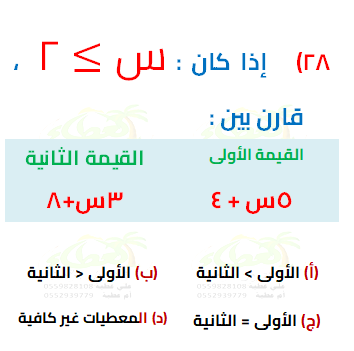 ٢٨) إذا كان : س ≤ ٢ ،
قارن بين :
القيمة الأولى القيمة الثانية
٥س + ٤ ٣س+٨
(أ) الأولى < الثانية (ب) الأولى > الثانية
(ج) الأولى = الثانية (د) المعطيات غير كافية